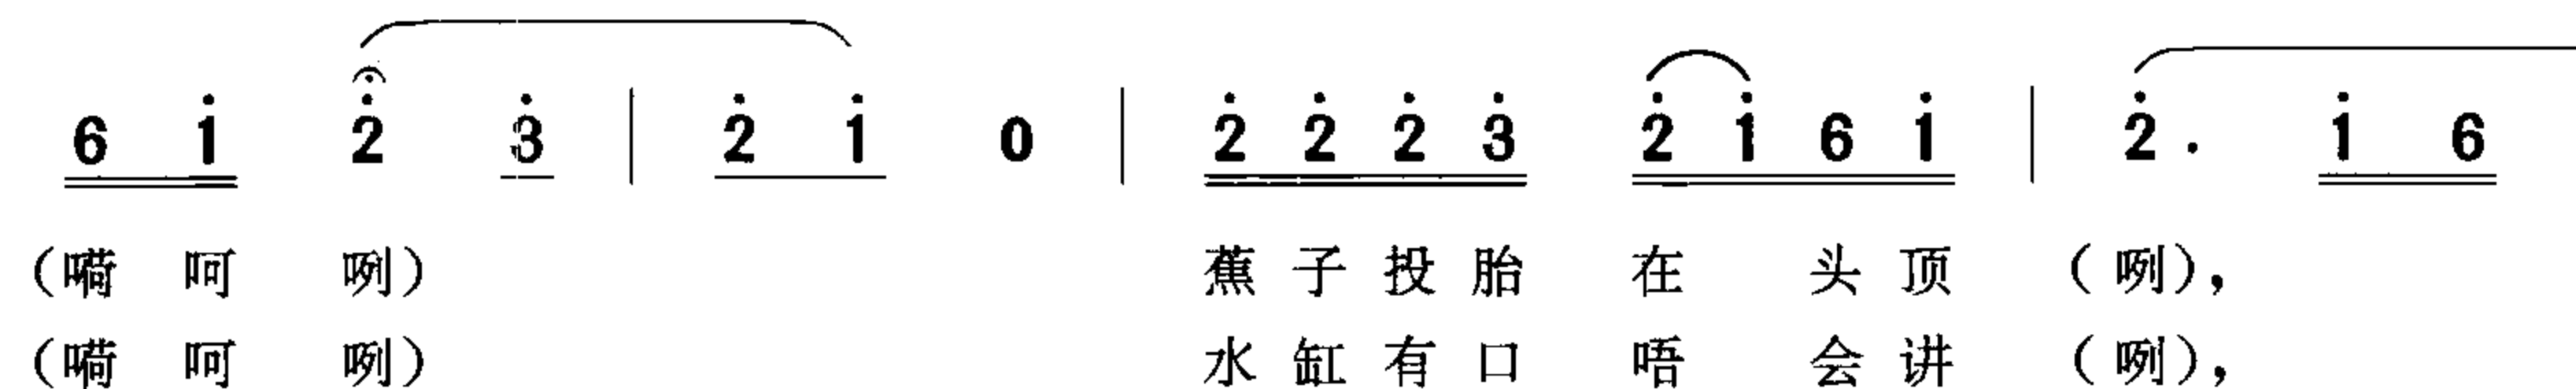 6 1 2 3 | 2 1 0 | 2 2 2 3 2 1 6 1 | 2. 1 6
（嗬呵咧） 蕉子投胎在头顶（咧），
（嗬呵咧） 水缸有口唔会讲（咧），